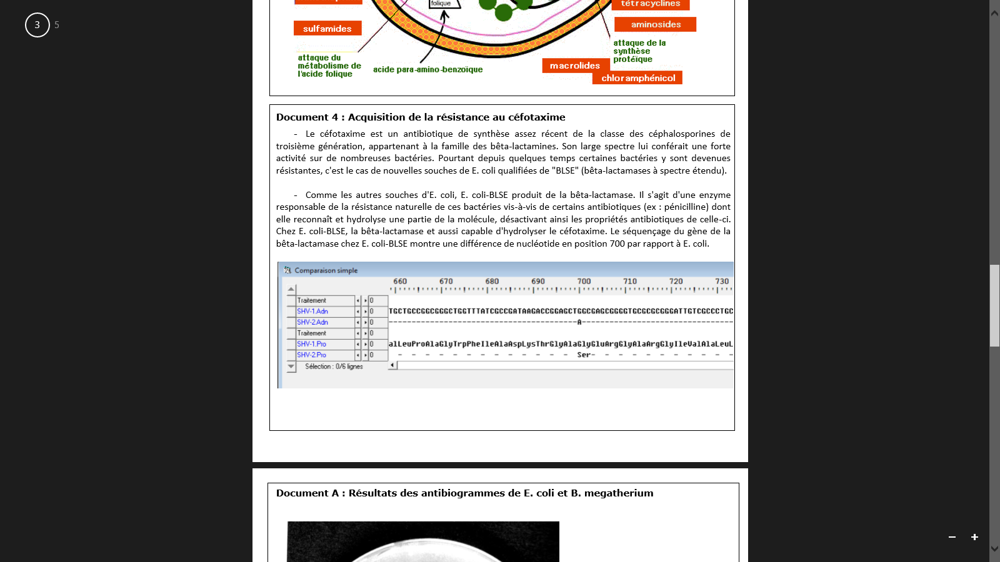 3 5
tétracyclines
folique
sulfamides
aminosides
attaque de la
synthèse
protéïque
attaque du
métabolisme de
l'acide folique
acide para-amino-benzoïque
macrolides
chloramphénicol
Document 4 : Acquisition de la résistance au céfotaxime
- Le céfotaxime est un antibiotique de synthèse assez récent de la classe des céphalosporines de
troisième génération, appartenant à la famille des bêta-lactamines. Son large spectre lui conférait une forte
activité sur de nombreuses bactéries. Pourtant depuis quelques temps certaines bactéries y sont devenues
résistantes, c'est le cas de nouvelles souches de E. coli qualifiées de "BLSE" (bêta-lactamases à spectre étendu).
- Comme les autres souches d'E. coli, E. coli-BLSE produit de la bêta-lactamase. Il s'agit d'une enzyme
responsable de la résistance naturelle de ces bactéries vis-à-vis de certains antibiotiques (ex : pénicilline) dont
elle reconnaît et hydrolyse une partie de la molécule, désactivant ainsi les propriétés antibiotiques de celle-ci.
Chez E. coli-BLSE, la bêta-lactamase et aussi capable d'hydrolyser le céfotaxime. Le séquençage du gène de la
bêta-lactamase chez E. coli-BLSE montre une différence de nucléotide en position 700 par rapport à E. coli.
Comparaison simple
660 670 680 690 700 710 720 730
Traitement 0
SHV-1.Adn 0 TGCTGCCGGCGGGCTGGTTTATCGCCGATAAGACCGGAGCTGGCGAGCGGGGTGCGCGCGGGATTGTCGCCCTGC
SHV-2.Adn 0 -----------------------------------------A---------------------------------
Traitement 0
SHV-1.Pro 0 alLeuProAlaGlyTrpPheIleAlaAspLysThrGlyAlaGlyGluArgGlyAlaArgGlyIleValAlaLeuL
SHV-2.Pro 0 - - - - - - - - - - - - - Ser- - - - - - - - - - -
Sélection : 0/6 lignes
Document A : Résultats des antibiogrammes de E. coli et B. megatherium